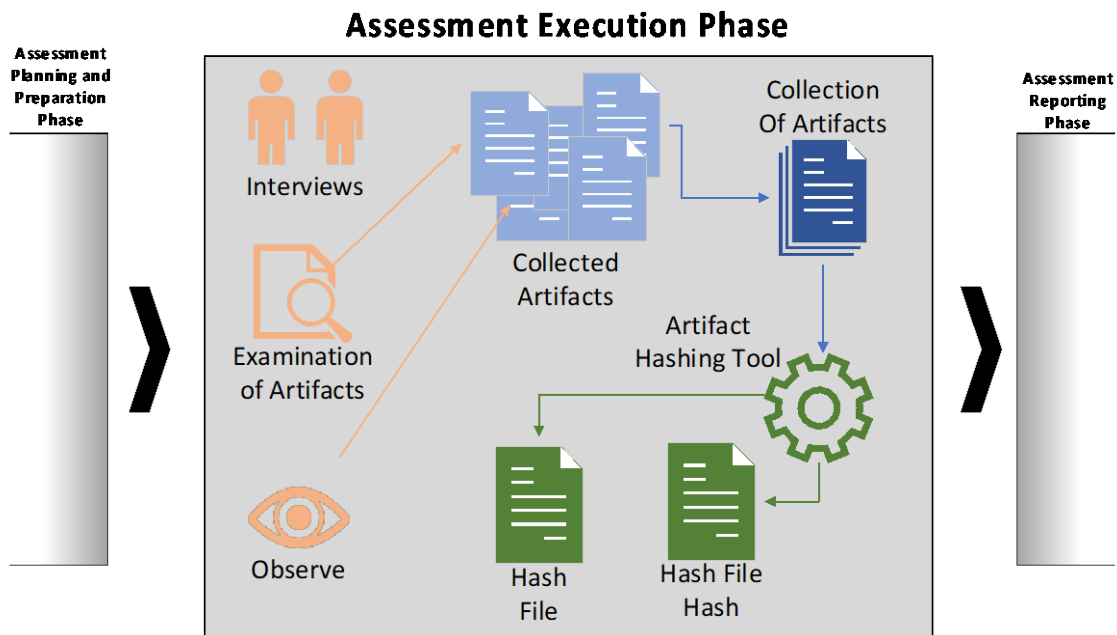 Assessment Execution Phase
Assessment
Planning and
Preparation
Phase
Interviews
Examination
of Artifacts
Observe
Collected
Artifacts
Collection
Of Artifacts
Artifact
Hashing Tool
Hash
File
Hash File
Hash
Assessment
Reporting
Phase